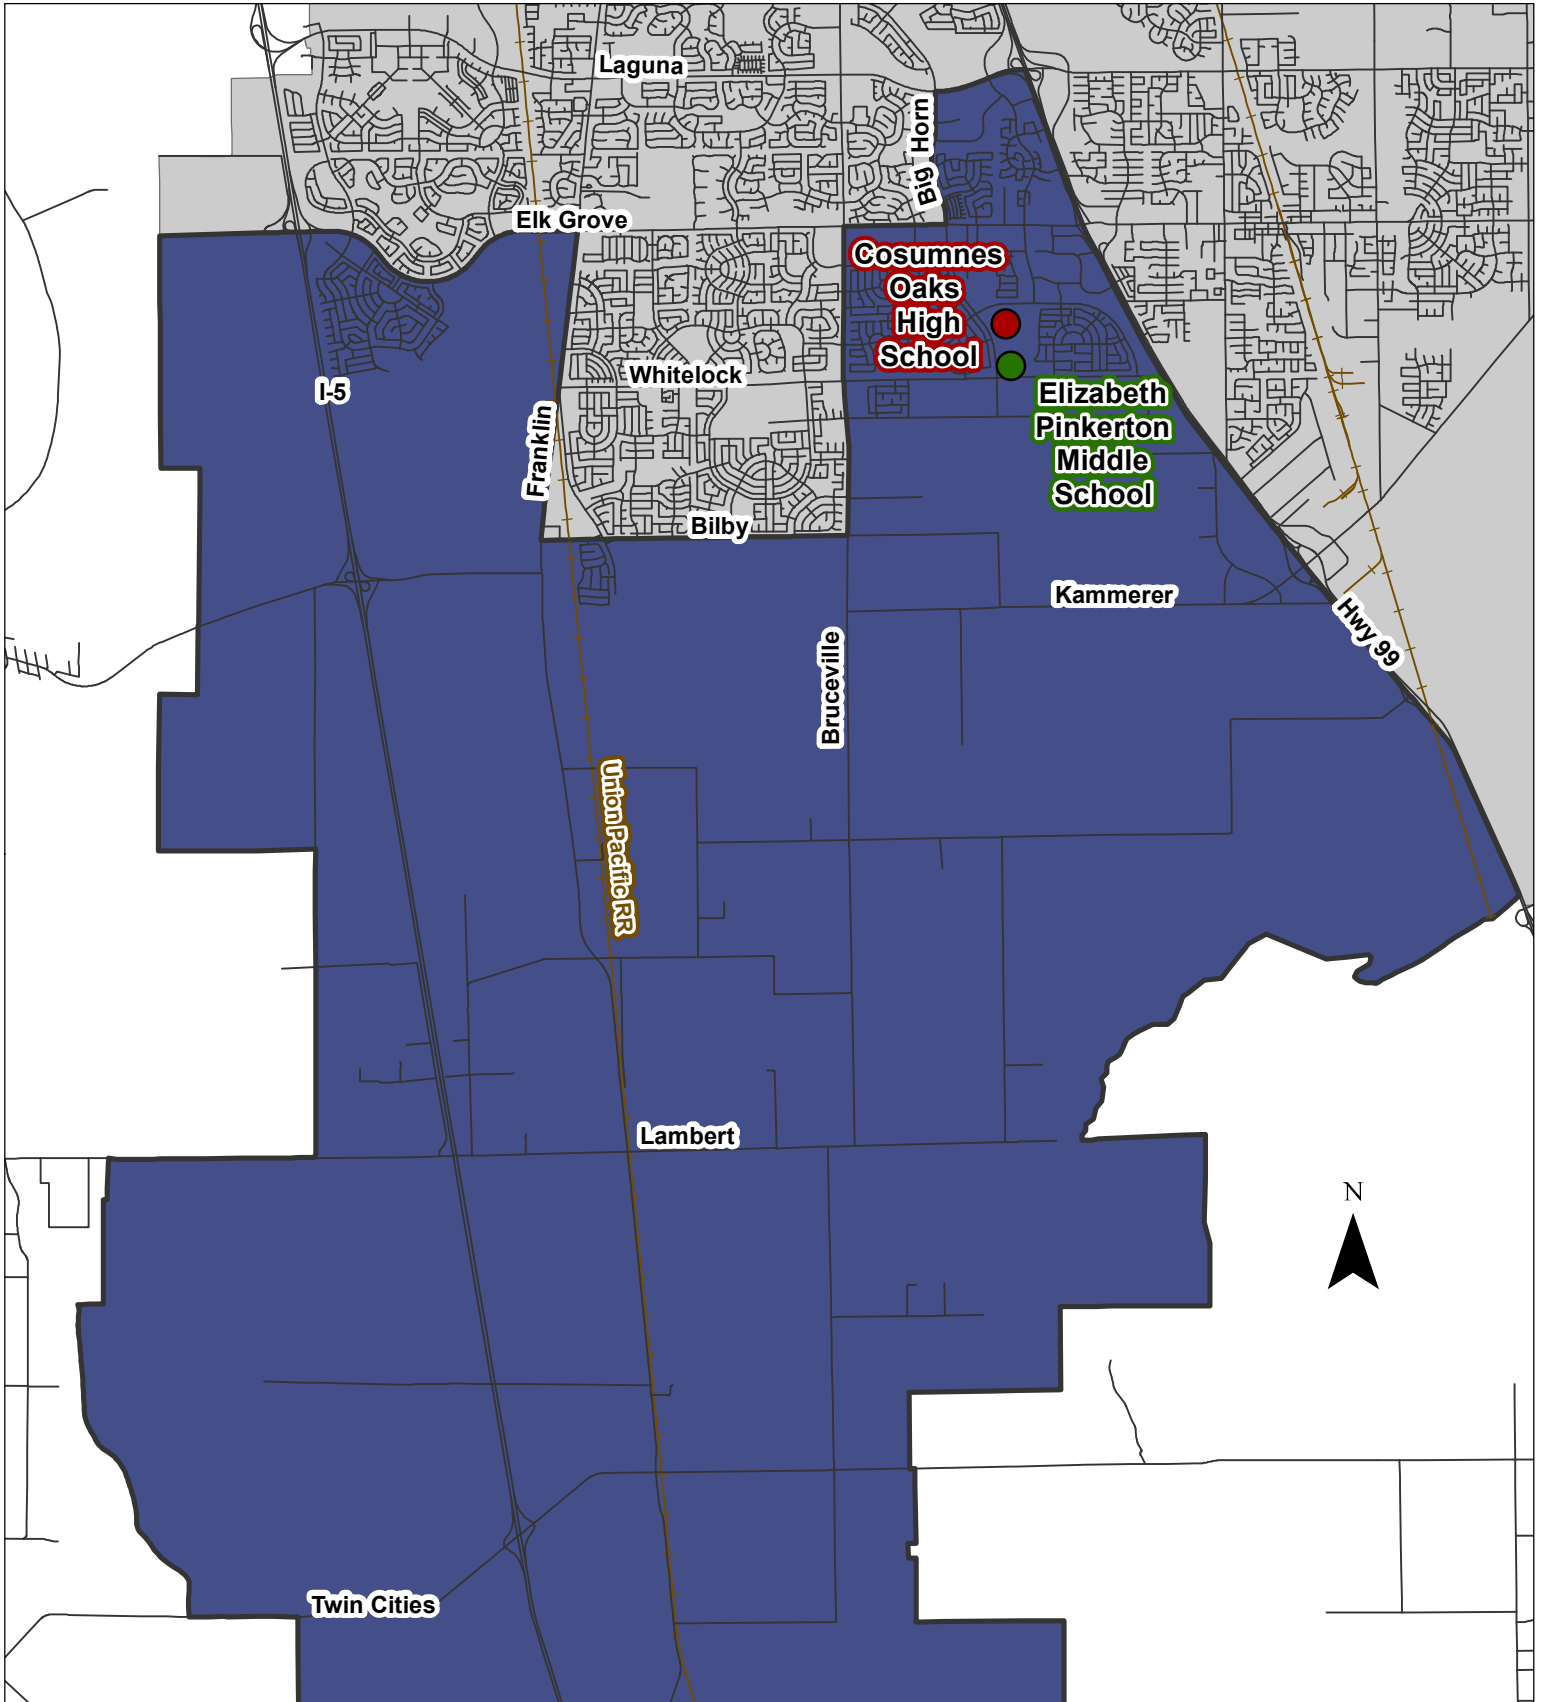 Laguna
Big Horn
Elk Grove
Cosumnes
Oaks
High
School
Whitelock
I-5
Elizabeth
Pinkerton
Middle
School
Franklin
Bilby
Kammerer
Hwy 99
Bruceville
Union Pacific RR
Lambert
N
Twin Cities